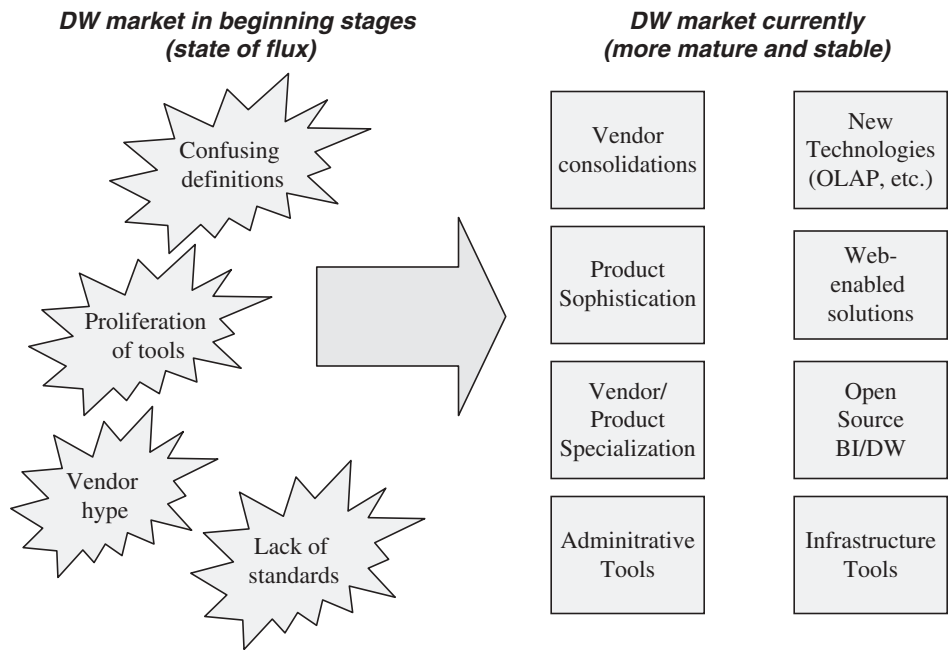 DW market in beginning stages
(state of flux)
Confusing
definitions
Proliferation
of tools
Vendor
hype
Lack of
standards
DW market currently
(more mature and stable)
Vendor
consolidations
New
Technologies
(OLAP, etc.)
Product
Sophistication
Web-
enabled
solutions
Vendor/
Product
Specialization
Open
Source
BI/DW
Adminitrative
Tools
Infrastructure
Tools